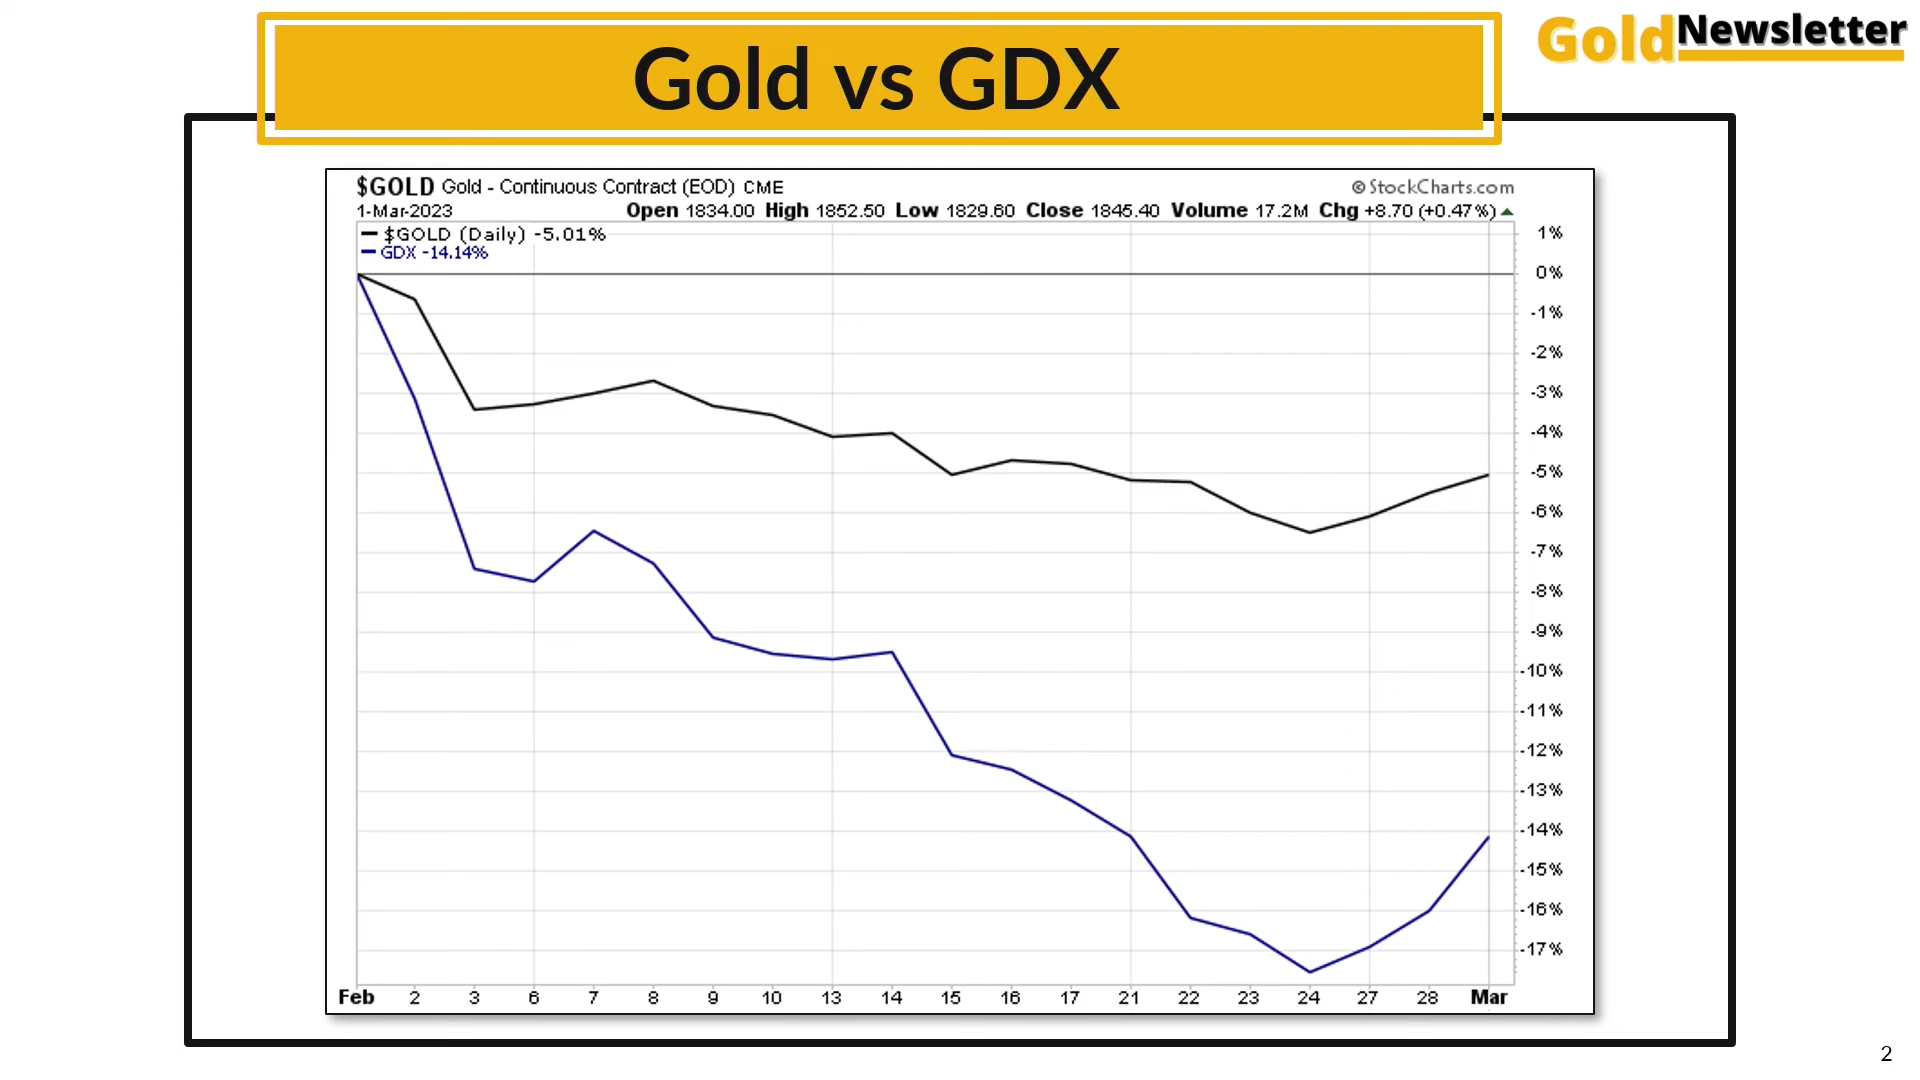 Gold vs GDX
GoldNewsletter
$GOLD Gold - Continuous Contract (EOD) CME
© StockCharts.com
1-Mar-2023
Open 1834.00 High 1852.50 Low 1829.60 Close 1845.40 Volume 17.2M Chg +8.70 (+0.47%)
$GOLD (Daily) -5.01%
GDX -14.14%
1%
0%
-1%
-2%
-3%
-4%
-5%
-6%
-7%
-8%
-9%
-10%
-11%
-12%
-13%
-14%
-15%
-16%
-17%
Feb 2 3 6 7 8 9 10 13 14 15 16 17 21 22 23 24 27 28 Mar
2